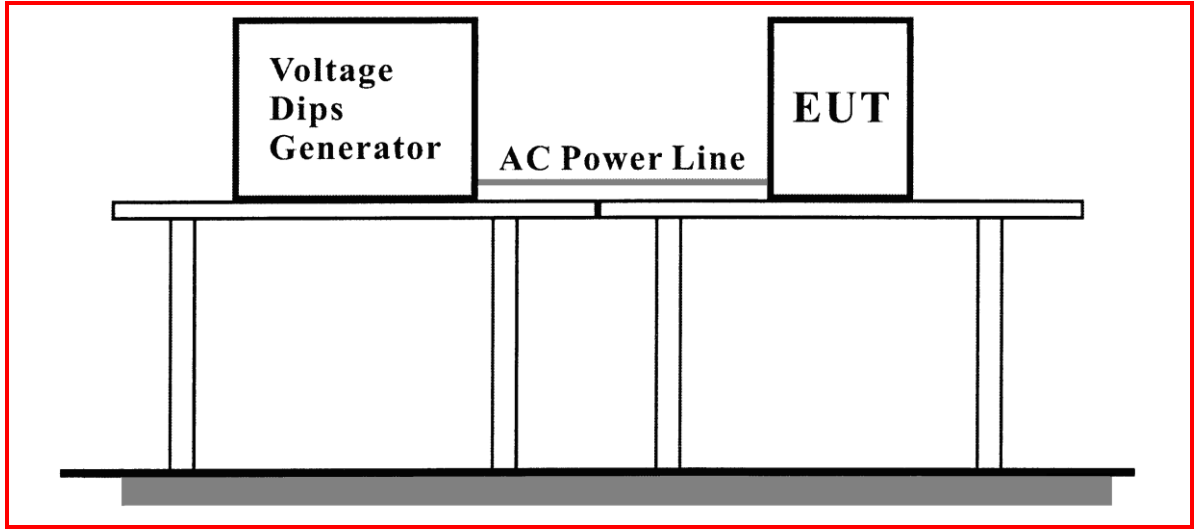 Voltage
Dips
Generator
AC Power Line
EUT